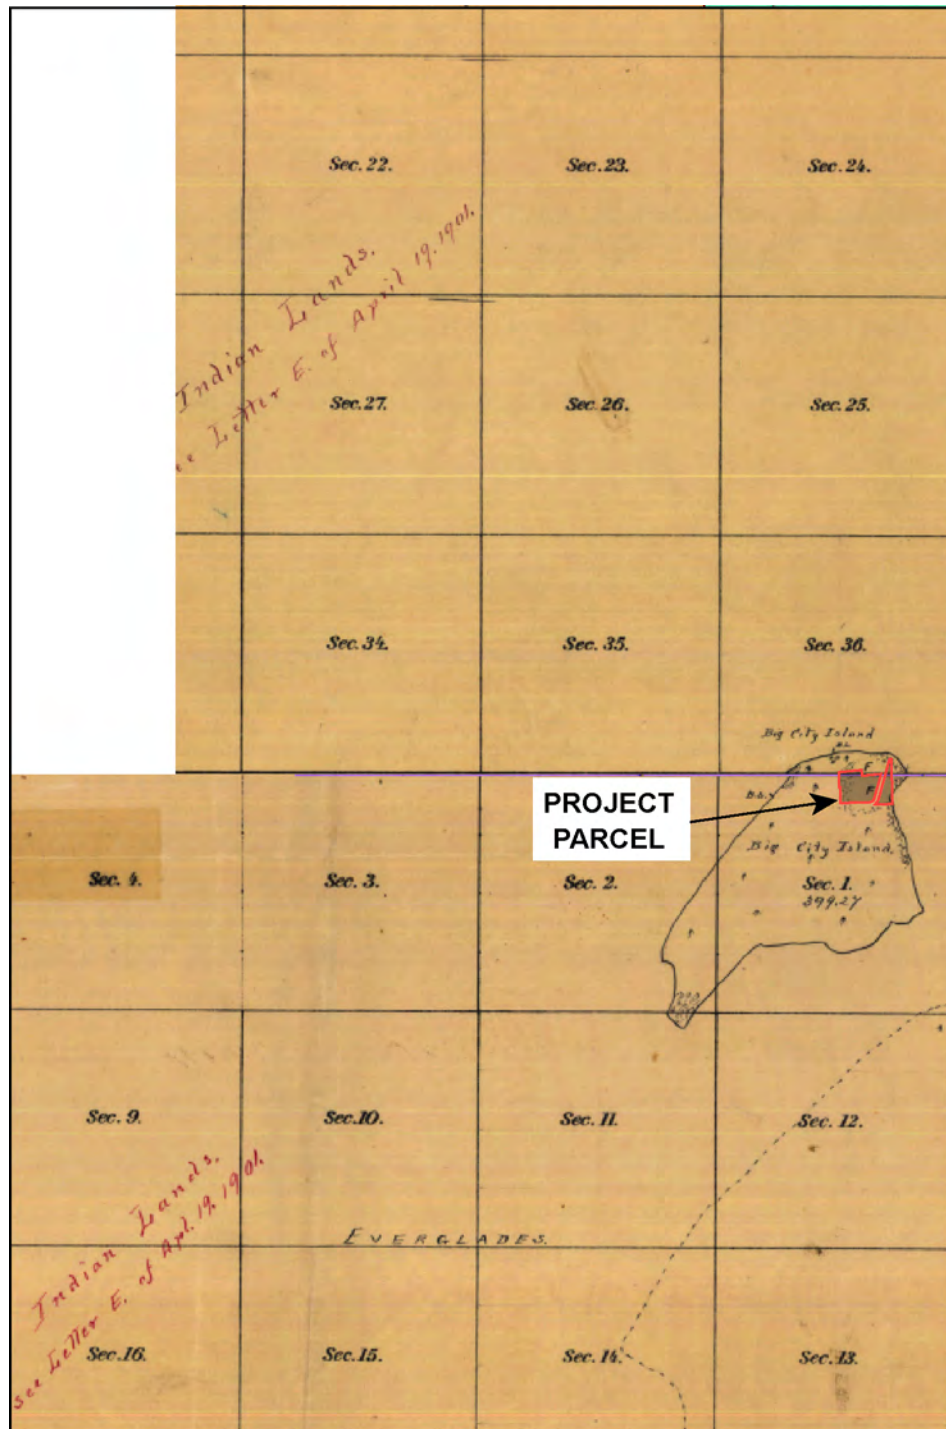 Sec. 22.
Sec. 23.
Sec. 24.
Indian Lands.
Letter E. of April 19, 1901.
Sec. 27.
Sec. 26.
Sec. 25.
Sec. 34.
Sec. 35.
Sec. 36.
Big City Island
F
F
PROJECT
PARCEL
Big City Island.
Sec. 4.
Sec. 3.
Sec. 2.
Sec. 1.
399.27
Sec. 9.
Sec. 10.
Sec. 11.
Sec. 12.
Indian Lands.
see Letter E. of Apl. 19, 1901.
EVERGLADES.
Sec. 16.
Sec. 15.
Sec. 14.
Sec. 13.